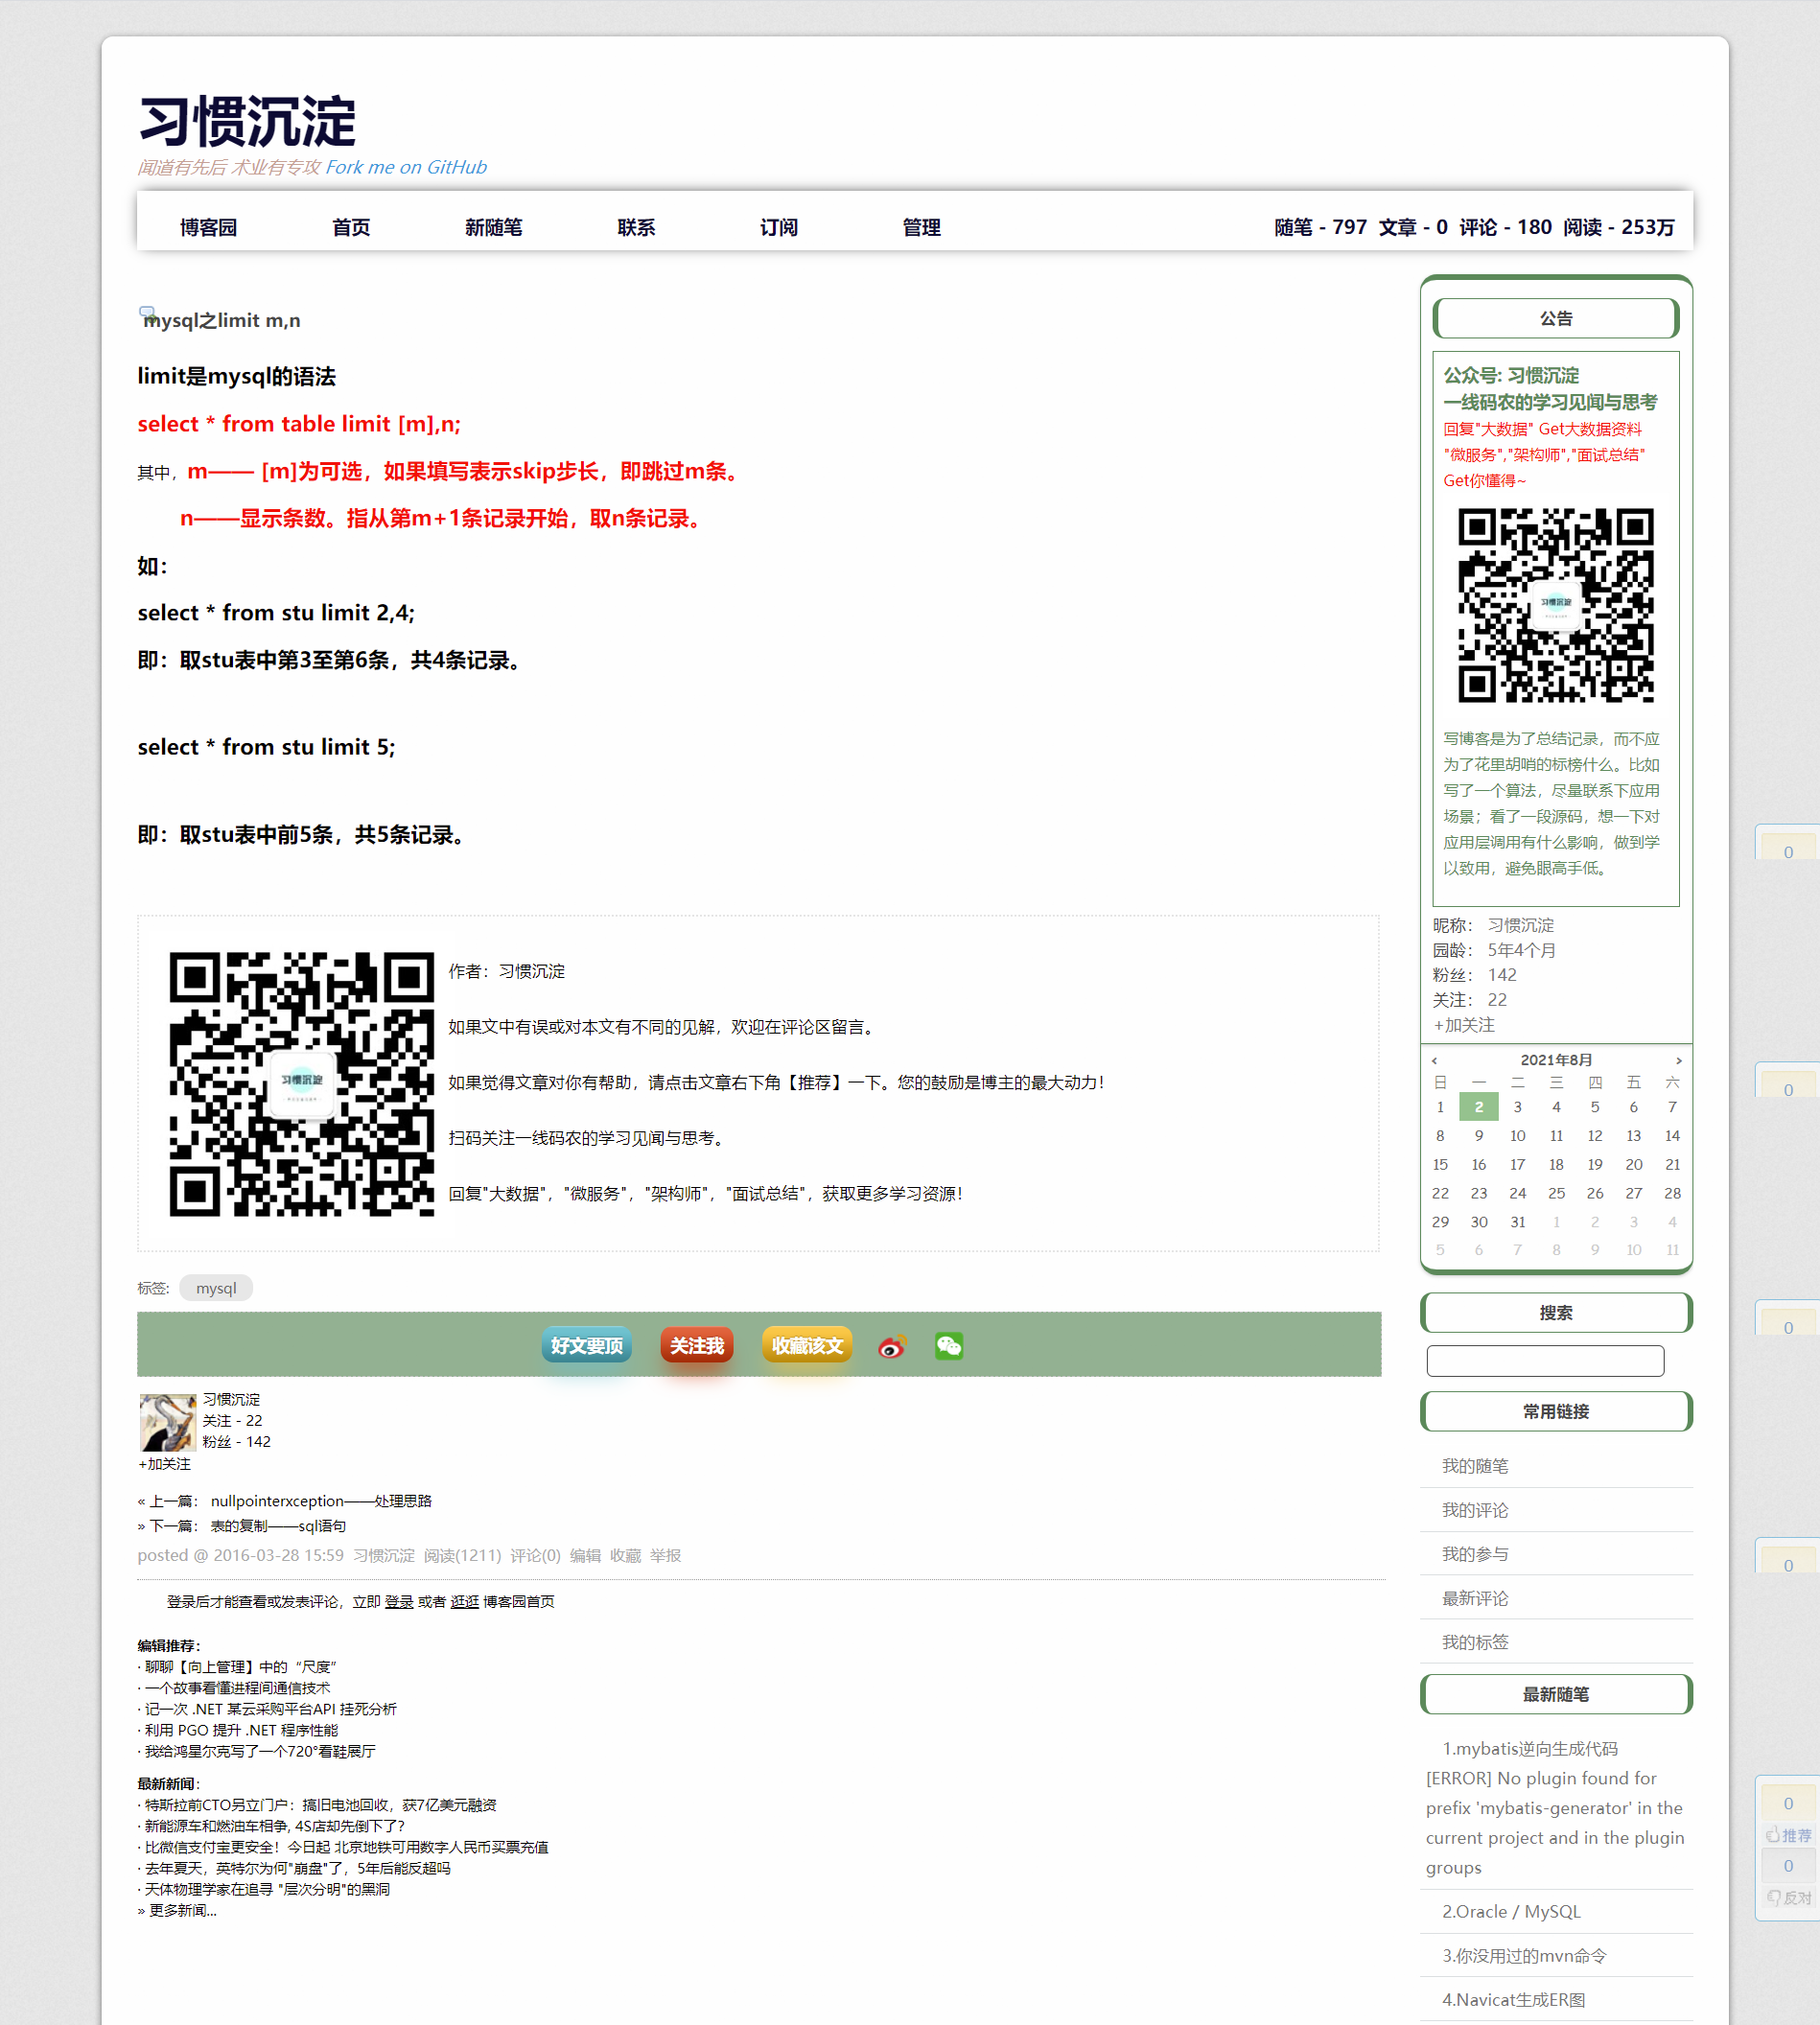 习惯沉淀
闻道有先后 术业有专攻 Fork me on GitHub
博客园 首页 新随笔 联系 订阅 管理 随笔 - 797 文章 - 0 评论 - 180 阅读 - 253万
mysql之limit m,n
limit是mysql的语法
select * from table limit [m],n;
其中，m—— [m]为可选，如果填写表示skip步长，即跳过m条。
n——显示条数。指从第m+1条记录开始，取n条记录。
如：
select * from stu limit 2,4;
即：取stu表中第3至第6条，共4条记录。
select * from stu limit 5;
即：取stu表中前5条，共5条记录。
习惯沉淀
作者：习惯沉淀
如果文中有误或对本文有不同的见解，欢迎在评论区留言。
如果觉得文章对你有帮助，请点击文章右下角【推荐】一下。您的鼓励是博主的最大动力！
扫码关注一线码农的学习见闻与思考。
回复"大数据"，"微服务"，"架构师"，"面试总结"，获取更多学习资源！
标签: mysql
好文要顶 关注我 收藏该文
习惯沉淀
关注 - 22
粉丝 - 142
+加关注
« 上一篇： nullpointerxception——处理思路
» 下一篇： 表的复制——sql语句
posted @ 2016-03-28 15:59 习惯沉淀 阅读(1211) 评论(0) 编辑 收藏 举报
登录后才能查看或发表评论，立即 登录 或者 逛逛 博客园首页
编辑推荐：
· 聊聊【向上管理】中的“尺度”
· 一个故事看懂进程间通信技术
· 记一次 .NET 某云采购平台API 挂死分析
· 利用 PGO 提升 .NET 程序性能
· 我给鸿星尔克写了一个720°看鞋展厅
最新新闻：
· 特斯拉前CTO另立门户：搞旧电池回收，获7亿美元融资
· 新能源车和燃油车相争, 4S店却先倒下了?
· 比微信支付宝更安全！今日起 北京地铁可用数字人民币买票充值
· 去年夏天，英特尔为何"崩盘"了，5年后能反超吗
· 天体物理学家在追寻 "层次分明"的黑洞
» 更多新闻...
公告
公众号: 习惯沉淀
一线码农的学习见闻与思考
回复"大数据" Get大数据资料
"微服务","架构师","面试总结"
Get你懂得~
习惯沉淀
写博客是为了总结记录，而不应
为了花里胡哨的标榜什么。比如
写了一个算法，尽量联系下应用
场景；看了一段源码，想一下对
应用层调用有什么影响，做到学
以致用，避免眼高手低。
昵称： 习惯沉淀
园龄： 5年4个月
粉丝： 142
关注： 22
+加关注
‹ 2021年8月 ›
日 一 二 三 四 五 六
1 2 3 4 5 6 7
8 9 10 11 12 13 14
15 16 17 18 19 20 21
22 23 24 25 26 27 28
29 30 31 1 2 3 4
5 6 7 8 9 10 11
搜索
常用链接
我的随笔
我的评论
我的参与
最新评论
我的标签
最新随笔
1.mybatis逆向生成代码
[ERROR] No plugin found for
prefix 'mybatis-generator' in the
current project and in the plugin
groups
2.Oracle / MySQL
3.你没用过的mvn命令
4.Navicat生成ER图
0
0
0
0
0
推荐
0
反对